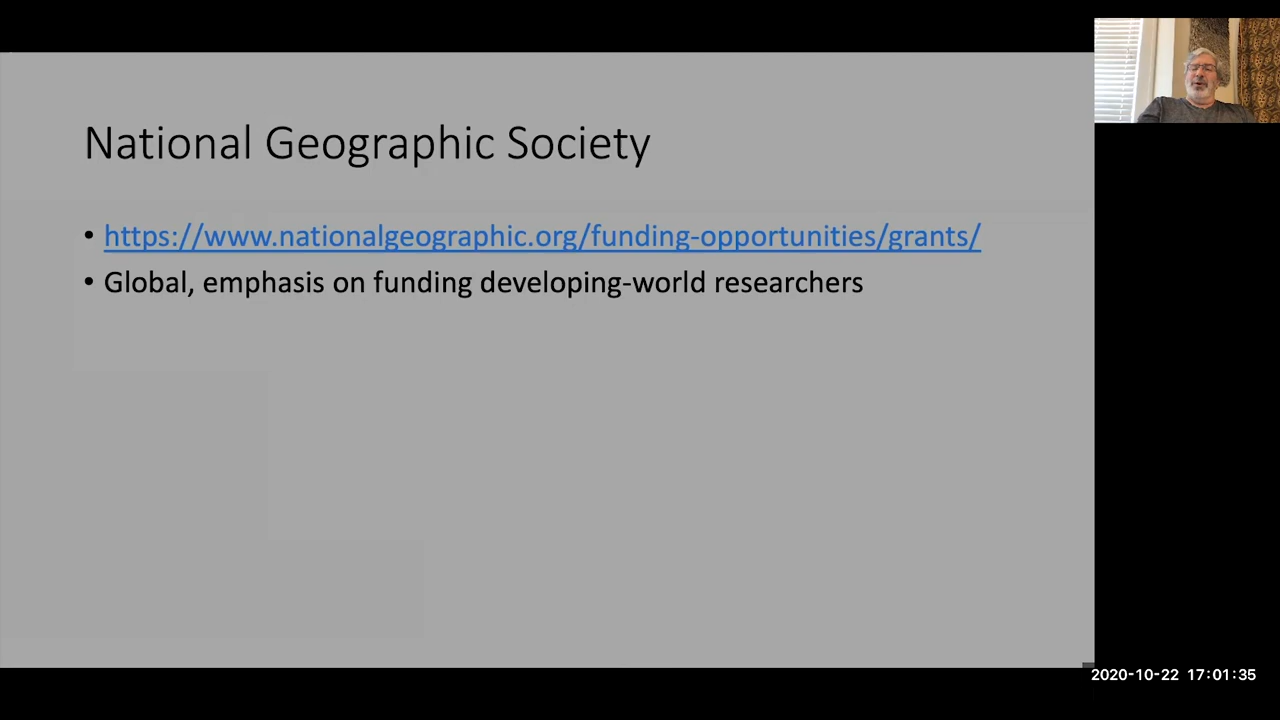 National Geographic Society
• https://www.nationalgeographic.org/funding-opportunities/grants/
• Global, emphasis on funding developing-world researchers
2020-10-22 17:01:35